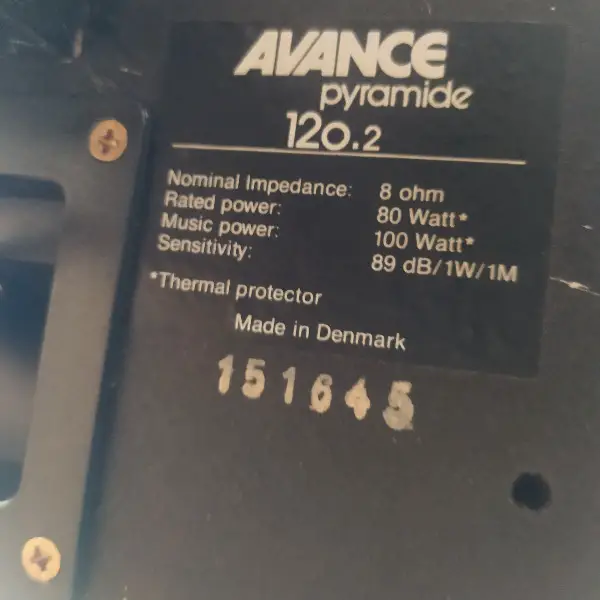 AVANCE
pyramide
120.2
Nominal Impedance: 8 ohm
Rated power: 80 Watt*
Music power: 100 Watt*
Sensitivity: 89 dB/1W/1M
*Thermal protector
Made in Denmark
151645